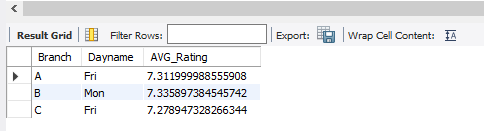 Result Grid Filter Rows: Export: Wrap Cell Content: IA
Branch Dayname AVG_Rating
A Fri 7.311999988555908
B Mon 7.335897384545742
C Fri 7.278947328266344